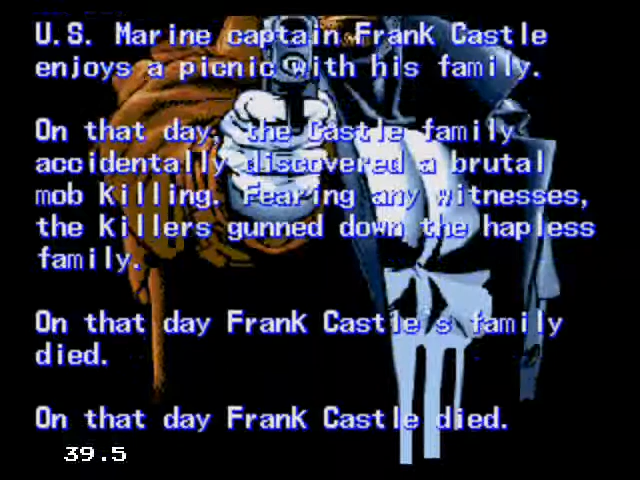 U.S. Marine captain Frank Castle
enjoys a picnic with his family.
On that day, the Castle family
accidentally discovered a brutal
mob killing. Fearing any witnesses,
the killers gunned down the hapless
family.
On that day Frank Castle's family
died.
On that day Frank Castle died.
39.5